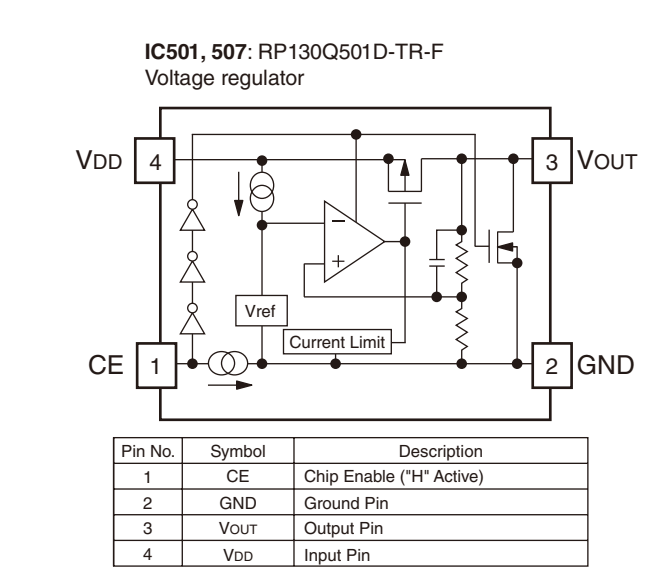 IC501, 507: RP130Q501D-TR-F
Voltage regulator
VDD 4
3 VOUT
−
+
Vref
Current Limit
CE 1
2 GND
Pin No. Symbol Description
1 CE Chip Enable ("H" Active)
2 GND Ground Pin
3 VOUT Output Pin
4 VDD Input Pin